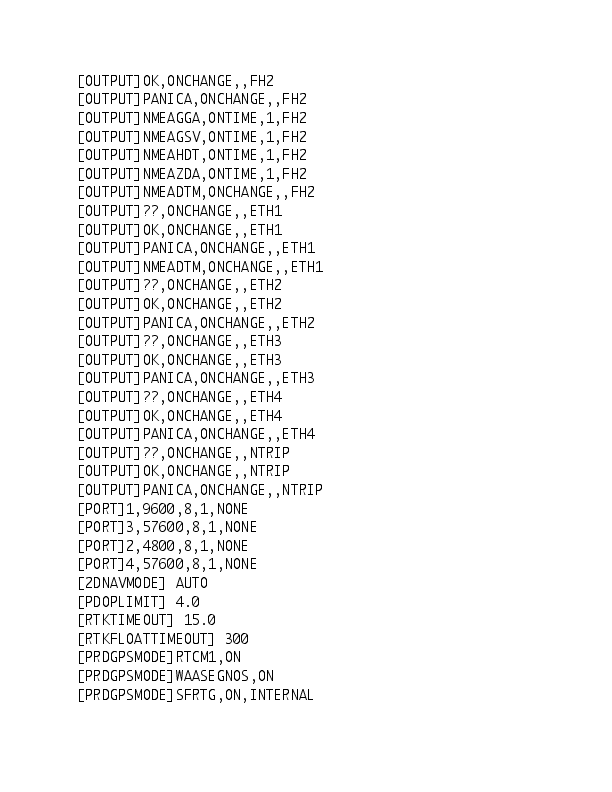 [OUTPUT]OK,ONCHANGE,,FH2
[OUTPUT]PANICA,ONCHANGE,,FH2
[OUTPUT]NMEAGGA,ONTIME,1,FH2
[OUTPUT]NMEAGSV,ONTIME,1,FH2
[OUTPUT]NMEAHDT,ONTIME,1,FH2
[OUTPUT]NMEAZDA,ONTIME,1,FH2
[OUTPUT]NMEADTM,ONCHANGE,,FH2
[OUTPUT]??,ONCHANGE,,ETH1
[OUTPUT]OK,ONCHANGE,,ETH1
[OUTPUT]PANICA,ONCHANGE,,ETH1
[OUTPUT]NMEADTM,ONCHANGE,,ETH1
[OUTPUT]??,ONCHANGE,,ETH2
[OUTPUT]OK,ONCHANGE,,ETH2
[OUTPUT]PANICA,ONCHANGE,,ETH2
[OUTPUT]??,ONCHANGE,,ETH3
[OUTPUT]OK,ONCHANGE,,ETH3
[OUTPUT]PANICA,ONCHANGE,,ETH3
[OUTPUT]??,ONCHANGE,,ETH4
[OUTPUT]OK,ONCHANGE,,ETH4
[OUTPUT]PANICA,ONCHANGE,,ETH4
[OUTPUT]??,ONCHANGE,,NTRIP
[OUTPUT]OK,ONCHANGE,,NTRIP
[OUTPUT]PANICA,ONCHANGE,,NTRIP
[PORT]1,9600,8,1,NONE
[PORT]3,57600,8,1,NONE
[PORT]2,4800,8,1,NONE
[PORT]4,57600,8,1,NONE
[2DNAVMODE] AUTO
[PDOPLIMIT] 4.0
[RTKTIMEOUT] 15.0
[RTKFLOATTIMEOUT] 300
[PRDGPSMODE]RTCM1,ON
[PRDGPSMODE]WAASEGNOS,ON
[PRDGPSMODE]SFRTG,ON,INTERNAL